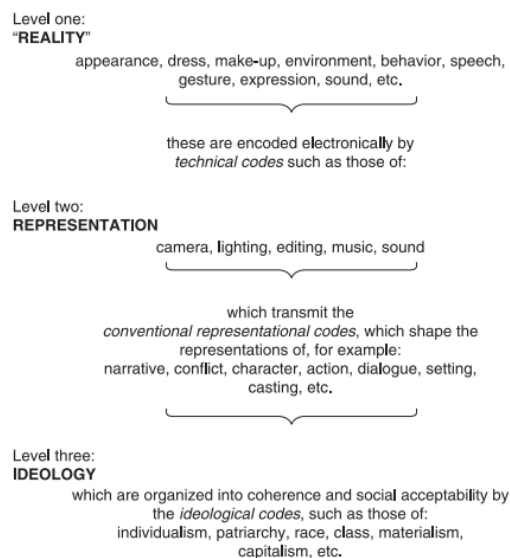 Level one:
“REALITY”
appearance, dress, make-up, environment, behavior, speech,
gesture, expression, sound, etc.
these are encoded electronically by
technical codes such as those of:
Level two:
REPRESENTATION
camera, lighting, editing, music, sound
which transmit the
conventional representational codes, which shape the
representations of, for example:
narrative, conflict, character, action, dialogue, setting,
casting, etc.
Level three:
IDEOLOGY
which are organized into coherence and social acceptability by
the ideological codes, such as those of:
individualism, patriarchy, race, class, materialism,
capitalism, etc.